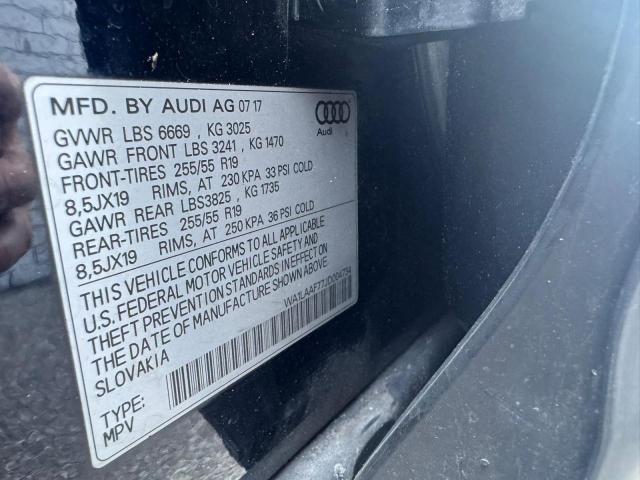 MFD. BY AUDI AG 07 17
GVWR LBS 6669 , KG 3025
GAWR FRONT LBS 3241 , KG 1470
FRONT-TIRES 255/55 R19
8,5JX19 RIMS, AT 230 KPA 33 PSI COLD
GAWR REAR LBS3825 , KG 1735
REAR-TIRES 255/55 R19
8,5JX19 RIMS, AT 250 KPA 36 PSI COLD
THIS VEHICLE CONFORMS TO ALL APPLICABLE
U.S. FEDERAL MOTOR VEHICLE SAFETY AND
THEFT PREVENTION STANDARDS IN EFFECT ON
THE DATE OF MANUFACTURE SHOWN ABOVE.
SLOVAKIA
WA1LAAF77JD004734
TYPE:
MPV
Audi